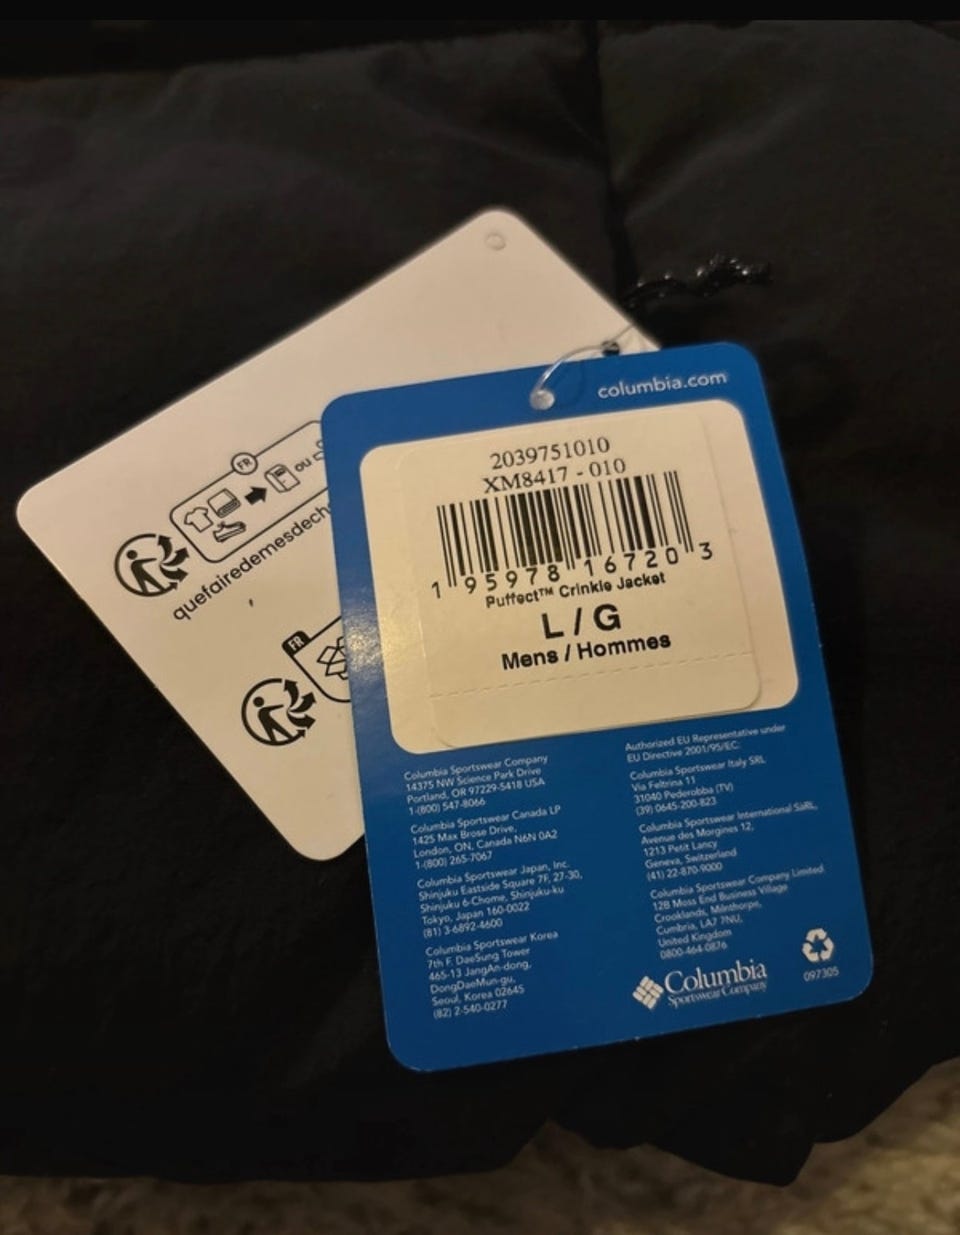 columbia.com
2039751010
XM8417 - 010
1 95978 16720 3
Puffect™ Crinkle Jacket
L / G
Mens / Hommes
Columbia Sportswear Company
14375 NW Science Park Drive
Portland, OR 97229-5418 USA
1-(800) 547-8066
Columbia Sportswear Canada LP
1425 Max Brose Drive,
London, ON, Canada N6N 0A2
1-(800) 265-7067
Columbia Sportswear Japan, Inc.
Shinjuku Eastside Square 7F, 27-30,
Shinjuku 6-Chome, Shinjuku-ku
Tokyo, Japan 160-0022
(81) 3-6892-4600
Columbia Sportswear Korea
7th F. DaeSung Tower
465-13 JangAn-dong,
DongDaeMun-gu,
Seoul, Korea 02645
(82) 2-540-0277
Authorized EU Representative under
EU Directive 2001/95/EC:
Columbia Sportswear Italy SRL
Via Feltrina 11
31040 Pederobba (TV)
(39) 0645-200-823
Columbia Sportswear International SàRL,
Avenue des Morgines 12,
1213 Petit Lancy
Geneva, Switzerland
(41) 22-870-9000
Columbia Sportswear Company Limited
12B Moss End Business Village
Crooklands, Milnthorpe,
Cumbria, LA7 7NU,
United Kingdom
0800-464-0876
Columbia
Sportswear Company
097305
FR
ou
quefairedemesdech
FR